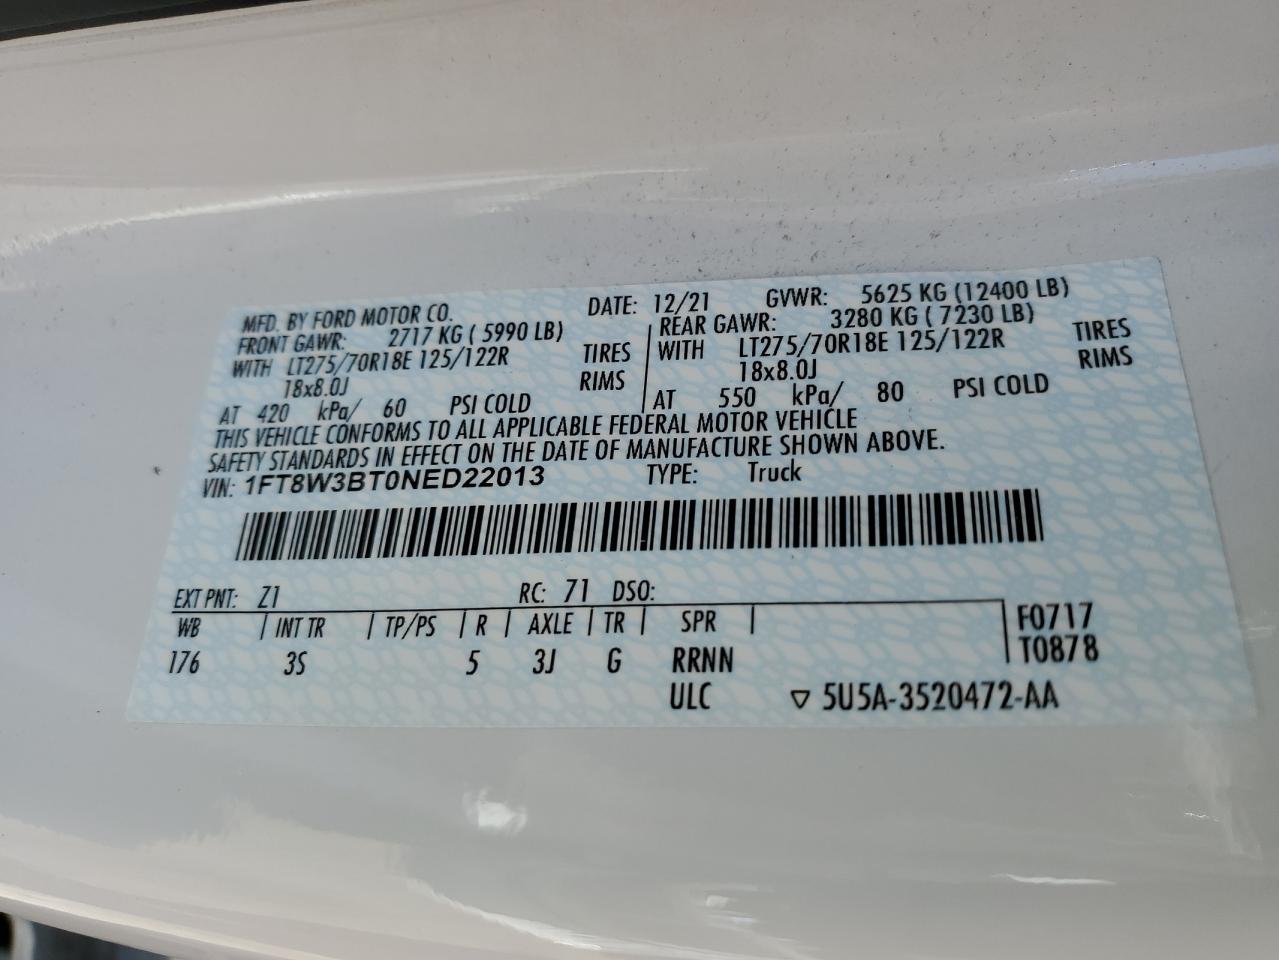 MFD. BY FORD MOTOR CO. DATE: 12/21 GVWR: 5625 KG (12400 LB)
FRONT GAWR: 2717 KG ( 5990 LB) REAR GAWR: 3280 KG ( 7230 LB)
WITH LT275/70R18E 125/122R TIRES WITH LT275/70R18E 125/122R TIRES
18x8.0J RIMS 18x8.0J RIMS
AT 420 kPa/ 60 PSI COLD AT 550 kPa/ 80 PSI COLD
THIS VEHICLE CONFORMS TO ALL APPLICABLE FEDERAL MOTOR VEHICLE
SAFETY STANDARDS IN EFFECT ON THE DATE OF MANUFACTURE SHOWN ABOVE.
VIN: 1FT8W3BT0NED22013 TYPE: Truck
EXT PNT: Z1 RC: 71 DSO:
WB | INT TR | TP/PS | R | AXLE | TR | SPR | F0717
176 3S 5 3J G RRNN T0878
ULC ▽ 5U5A-3520472-AA